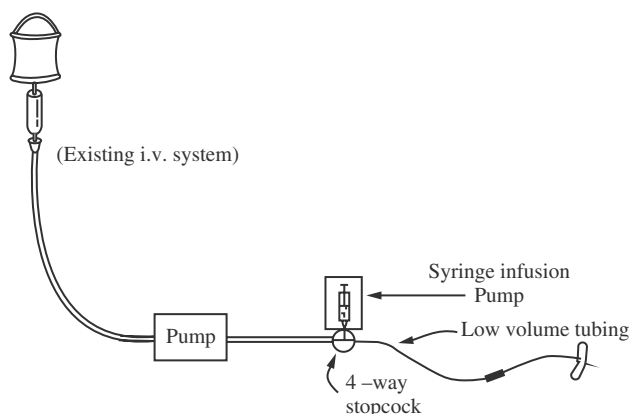 (Existing i.v. system)
Syringe infusion
Pump
Pump
Low volume tubing
4 –way
stopcock